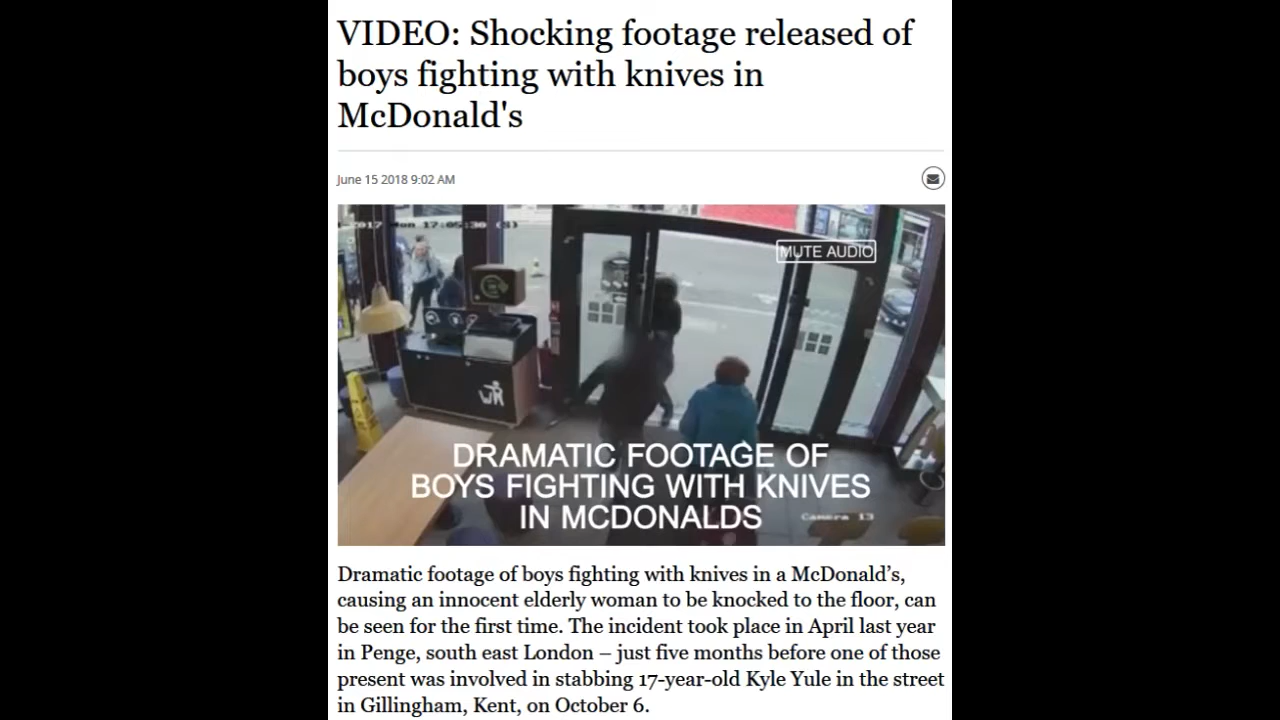 VIDEO: Shocking footage released of
boys fighting with knives in
McDonald's
June 15 2018 9:02 AM
2017 Mon 17:05:30 (S)
MUTE AUDIO
DRAMATIC FOOTAGE OF
BOYS FIGHTING WITH KNIVES
IN MCDONALDS
Camera 13
Dramatic footage of boys fighting with knives in a McDonald’s,
causing an innocent elderly woman to be knocked to the floor, can
be seen for the first time. The incident took place in April last year
in Penge, south east London – just five months before one of those
present was involved in stabbing 17-year-old Kyle Yule in the street
in Gillingham, Kent, on October 6.